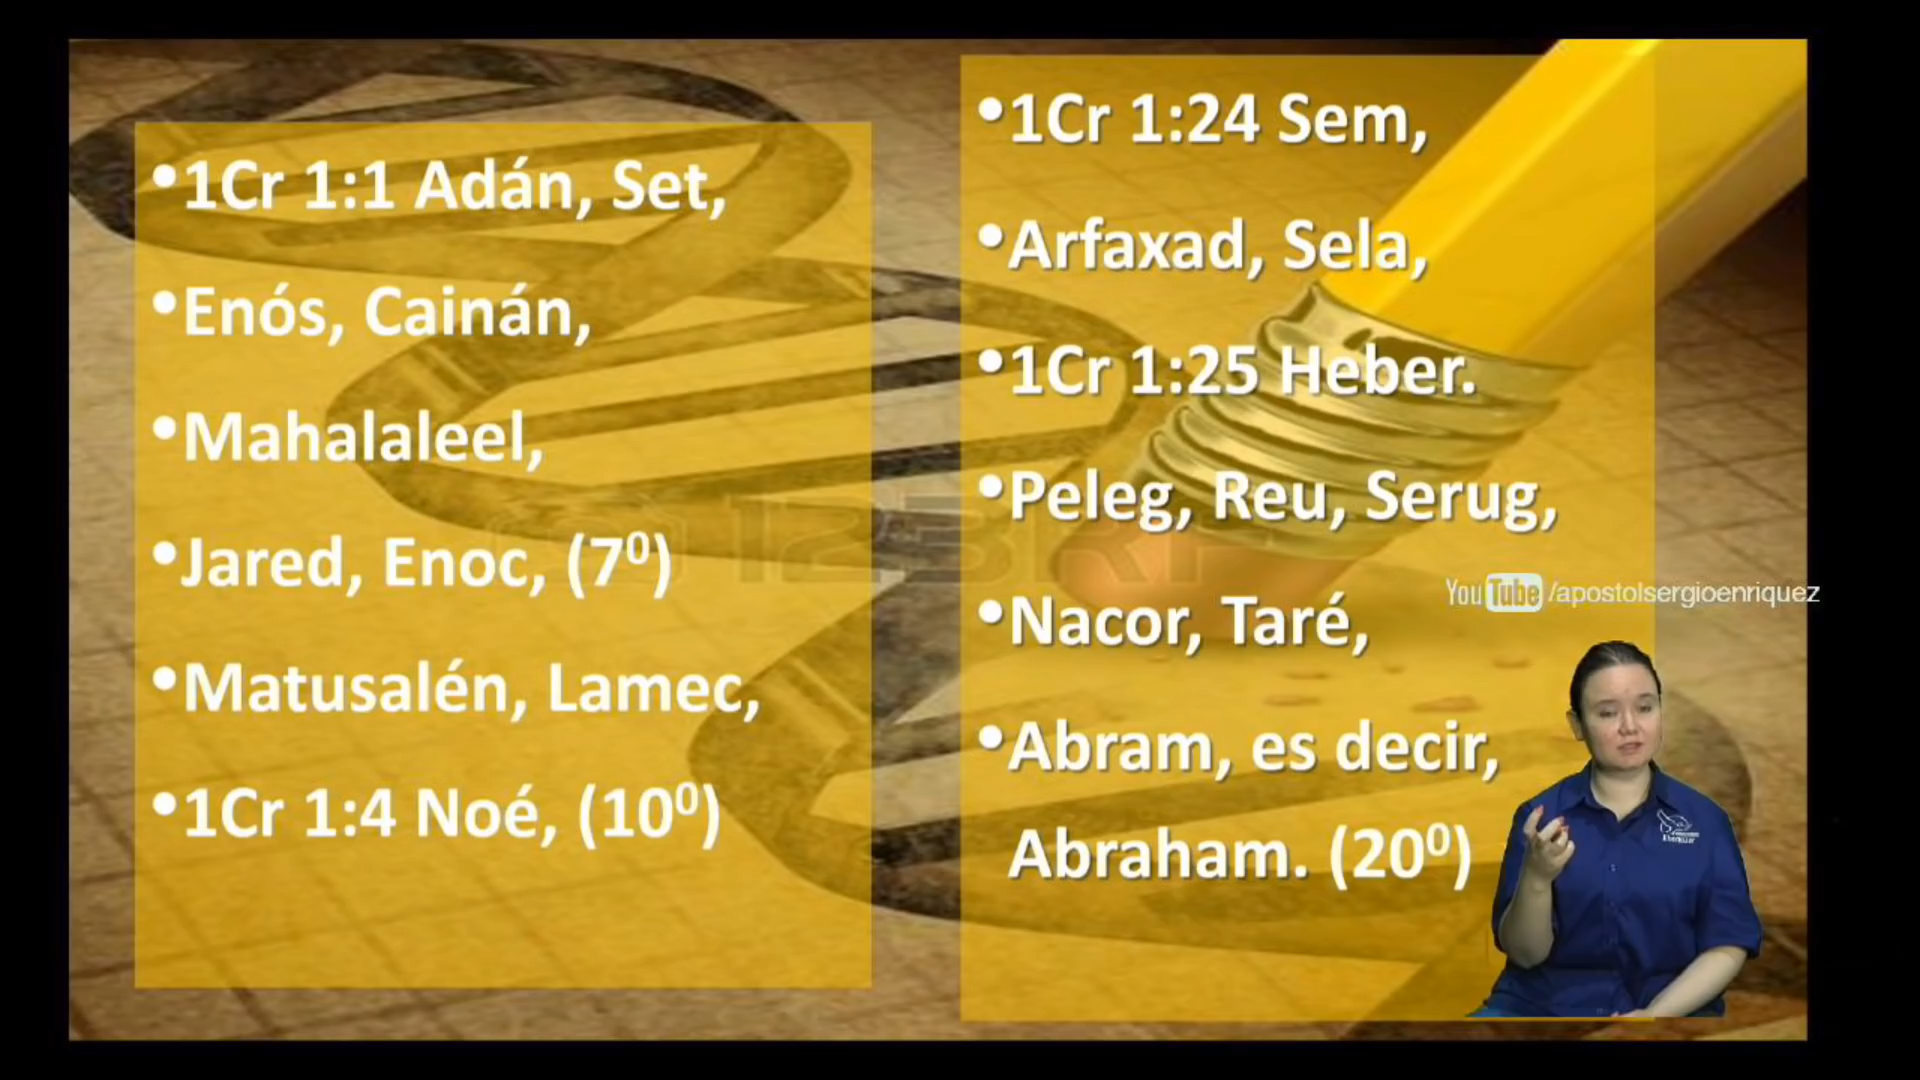 •1Cr 1:1 Adán, Set,
•Enós, Cainán,
•Mahalaleel,
•Jared, Enoc, (7⁰)
•Matusalén, Lamec,
•1Cr 1:4 Noé, (10⁰)
•1Cr 1:24 Sem,
•Arfaxad, Sela,
•1Cr 1:25 Heber.
•Peleg, Reu, Serug,
•Nacor, Taré,
•Abram, es decir,
Abraham. (20⁰)
YouTube /apostolsergioenriquez